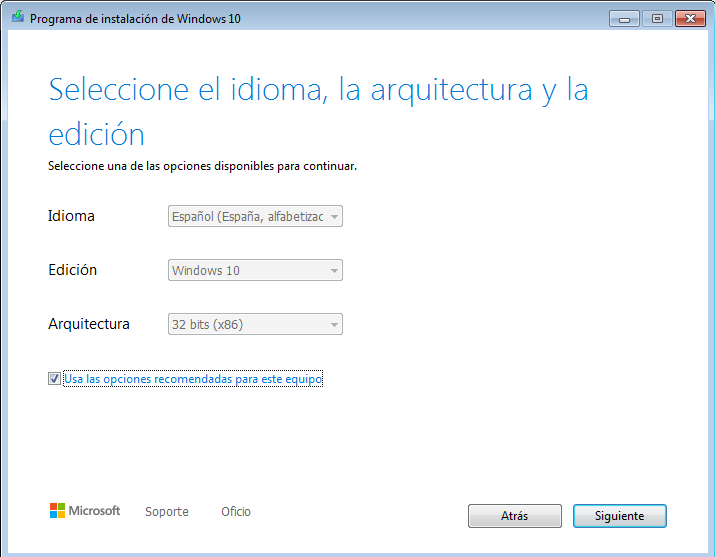 Programa de instalación de Windows 10
Seleccione el idioma, la arquitectura y la
edición
Seleccione una de las opciones disponibles para continuar.
Idioma
Español (España, alfabetizac
Edición
Windows 10
Arquitectura
32 bits (x86)
Usa las opciones recomendadas para este equipo
Microsoft
Soporte
Oficio
Atrás
Siguiente